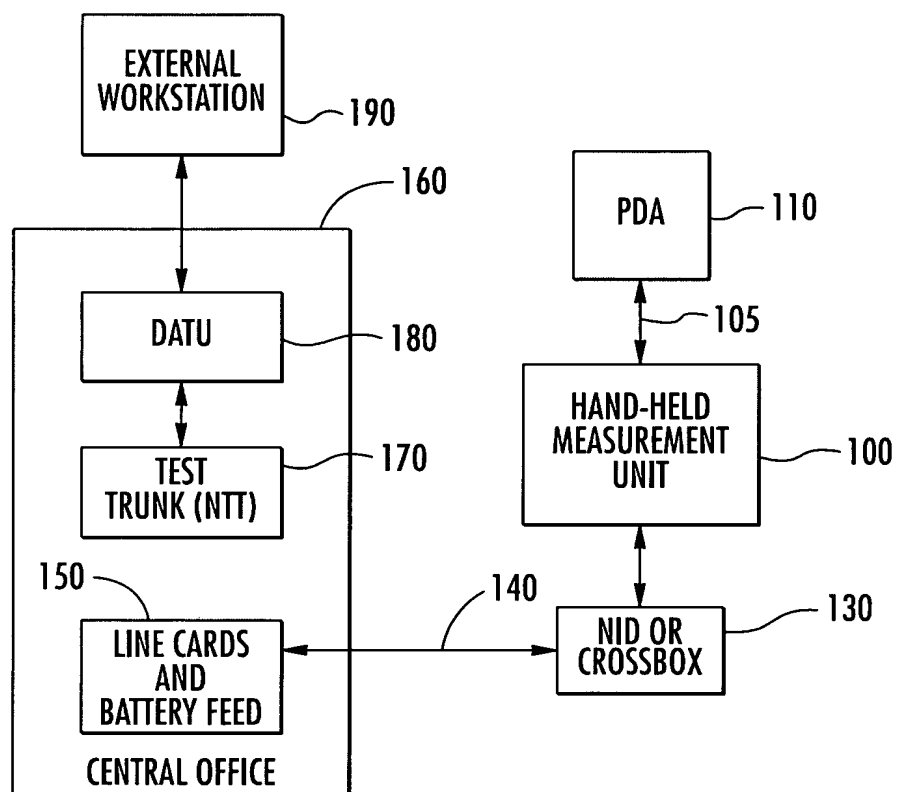 EXTERNAL
WORKSTATION
190
160
PDA
110
DATU
180
105
HAND-HELD
MEASUREMENT
UNIT
100
TEST
TRUNK (NTT)
170
150
140
130
LINE CARDS
AND
BATTERY FEED
NID OR
CROSSBOX
CENTRAL OFFICE